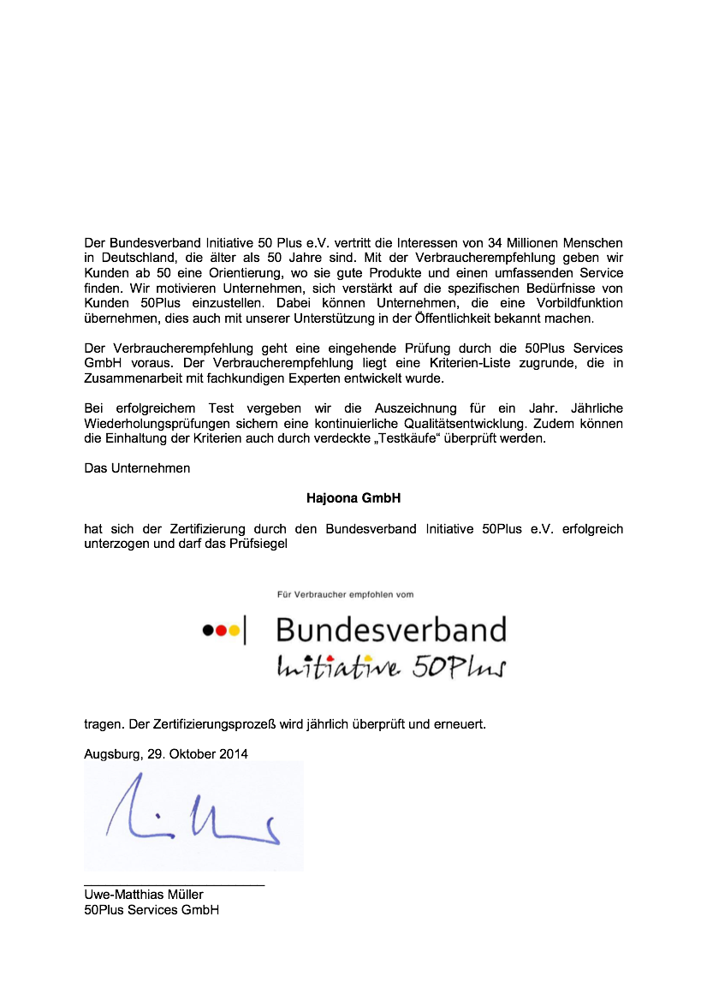 Der Bundesverband Initiative 50 Plus e.V. vertritt die Interessen von 34 Millionen Menschen
in Deutschland, die älter als 50 Jahre sind. Mit der Verbraucherempfehlung geben wir
Kunden ab 50 eine Orientierung, wo sie gute Produkte und einen umfassenden Service
finden. Wir motivieren Unternehmen, sich verstärkt auf die spezifischen Bedürfnisse von
Kunden 50Plus einzustellen. Dabei können Unternehmen, die eine Vorbildfunktion
übernehmen, dies auch mit unserer Unterstützung in der Öffentlichkeit bekannt machen.
Der Verbraucherempfehlung geht eine eingehende Prüfung durch die 50Plus Services
GmbH voraus. Der Verbraucherempfehlung liegt eine Kriterien-Liste zugrunde, die in
Zusammenarbeit mit fachkundigen Experten entwickelt wurde.
Bei erfolgreichem Test vergeben wir die Auszeichnung für ein Jahr. Jährliche
Wiederholungsprüfungen sichern eine kontinuierliche Qualitätsentwicklung. Zudem können
die Einhaltung der Kriterien auch durch verdeckte „Testkäufe“ überprüft werden.
Das Unternehmen
Hajoona GmbH
hat sich der Zertifizierung durch den Bundesverband Initiative 50Plus e.V. erfolgreich
unterzogen und darf das Prüfsiegel
Für Verbraucher empfohlen vom
Bundesverband
Initiative 50Plus
tragen. Der Zertifizierungsprozeß wird jährlich überprüft und erneuert.
Augsburg, 29. Oktober 2014
Uwe-Matthias Müller
50Plus Services GmbH